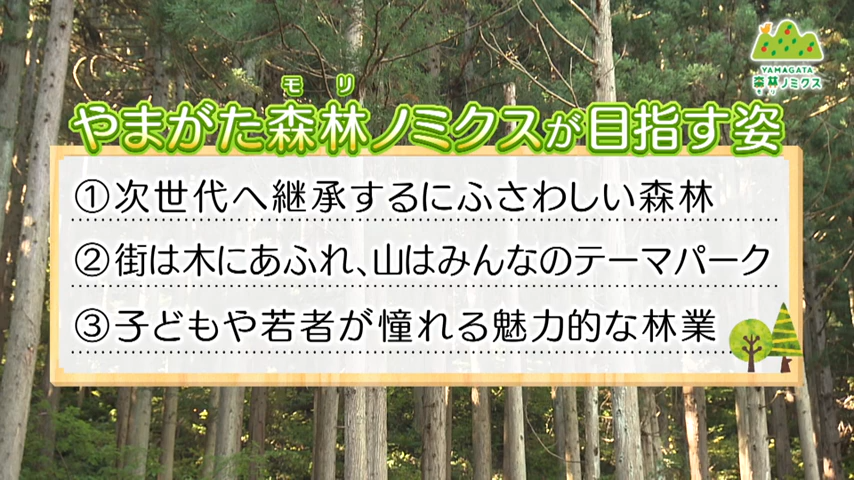 YAMAGATA
森林ノミクス
モリ
モリ
やまがた森林ノミクスが目指す姿
①次世代へ継承するにふさわしい森林
②街は木にあふれ、山はみんなのテーマパーク
③子どもや若者が憧れる魅力的な林業